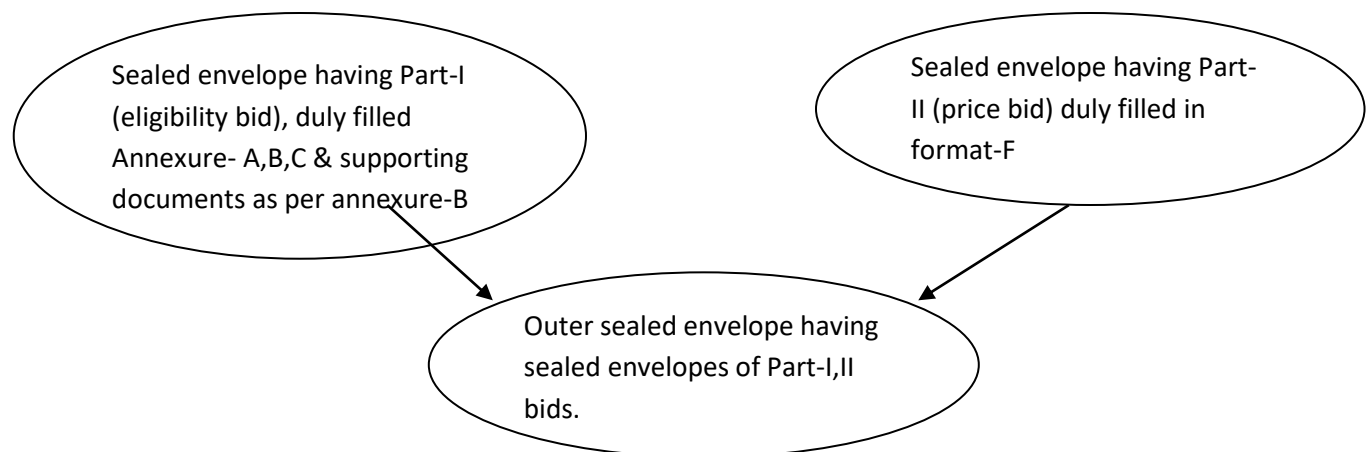 Sealed envelope having Part-I
(eligibility bid), duly filled
Annexure- A,B,C & supporting
documents as per annexure-B
Sealed envelope having Part-
II (price bid) duly filled in
format-F
Outer sealed envelope having
sealed envelopes of Part-I,II
bids.